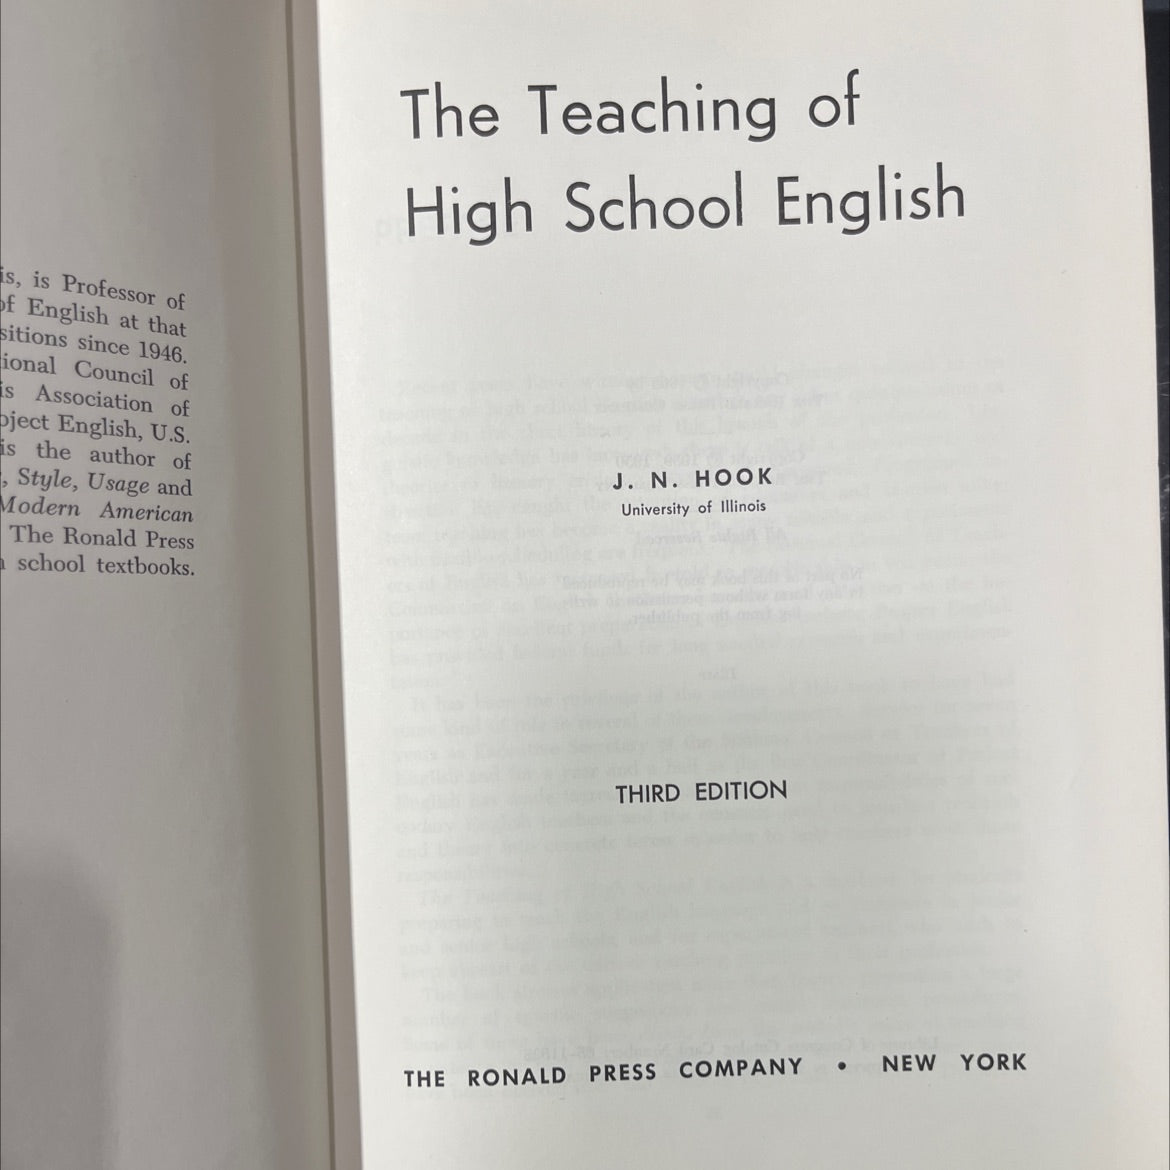 is, is Professor of
of English at that
sitions since 1946.
ional Council of
is Association of
oject English, U.S.
is the author of
, Style, Usage and
Modern American
The Ronald Press
school textbooks.
The Teaching of
High School English
J. N. HOOK
University of Illinois
THIRD EDITION
THE RONALD PRESS COMPANY • NEW YORK